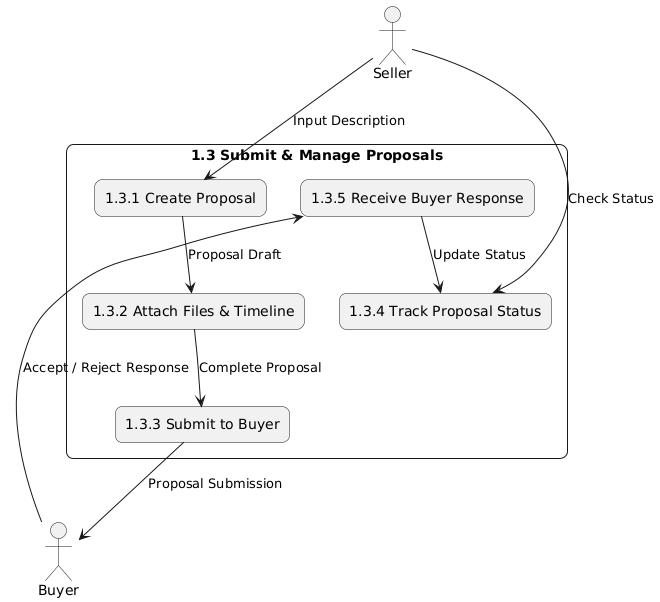 Seller
Input Description
1.3 Submit & Manage Proposals
1.3.1 Create Proposal
1.3.5 Receive Buyer Response
Check Status
Proposal Draft
Update Status
1.3.2 Attach Files & Timeline
1.3.4 Track Proposal Status
Accept / Reject Response
Complete Proposal
1.3.3 Submit to Buyer
Proposal Submission
Buyer